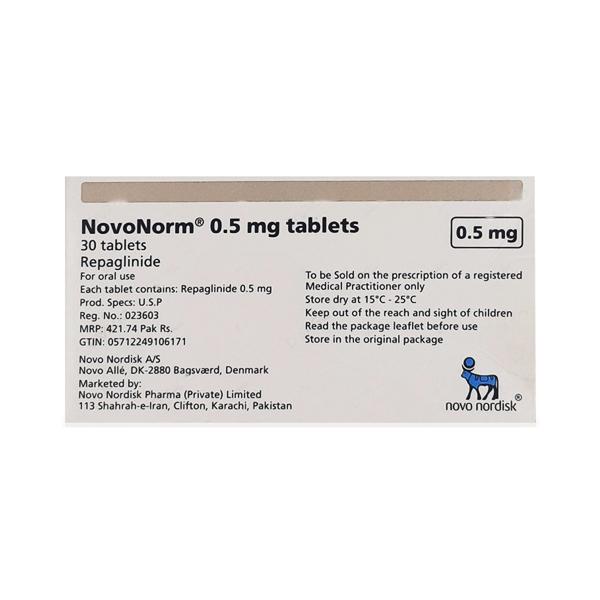 NovoNorm® 0.5 mg tablets
30 tablets
Repaglinide
For oral use
Each tablet contains: Repaglinide 0.5 mg
Prod. Specs: U.S.P
Reg. No.: 023603
MRP: 421.74 Pak Rs.
GTIN: 05712249106171
Novo Nordisk A/S
Novo Allé, DK-2880 Bagsværd, Denmark
Marketed by:
Novo Nordisk Pharma (Private) Limited
113 Shahrah-e-Iran, Clifton, Karachi, Pakistan
0.5 mg
To be Sold on the prescription of a registered
Medical Practitioner only
Store dry at 15°C - 25°C
Keep out of the reach and sight of children
Read the package leaflet before use
Store in the original package
novo nordisk®